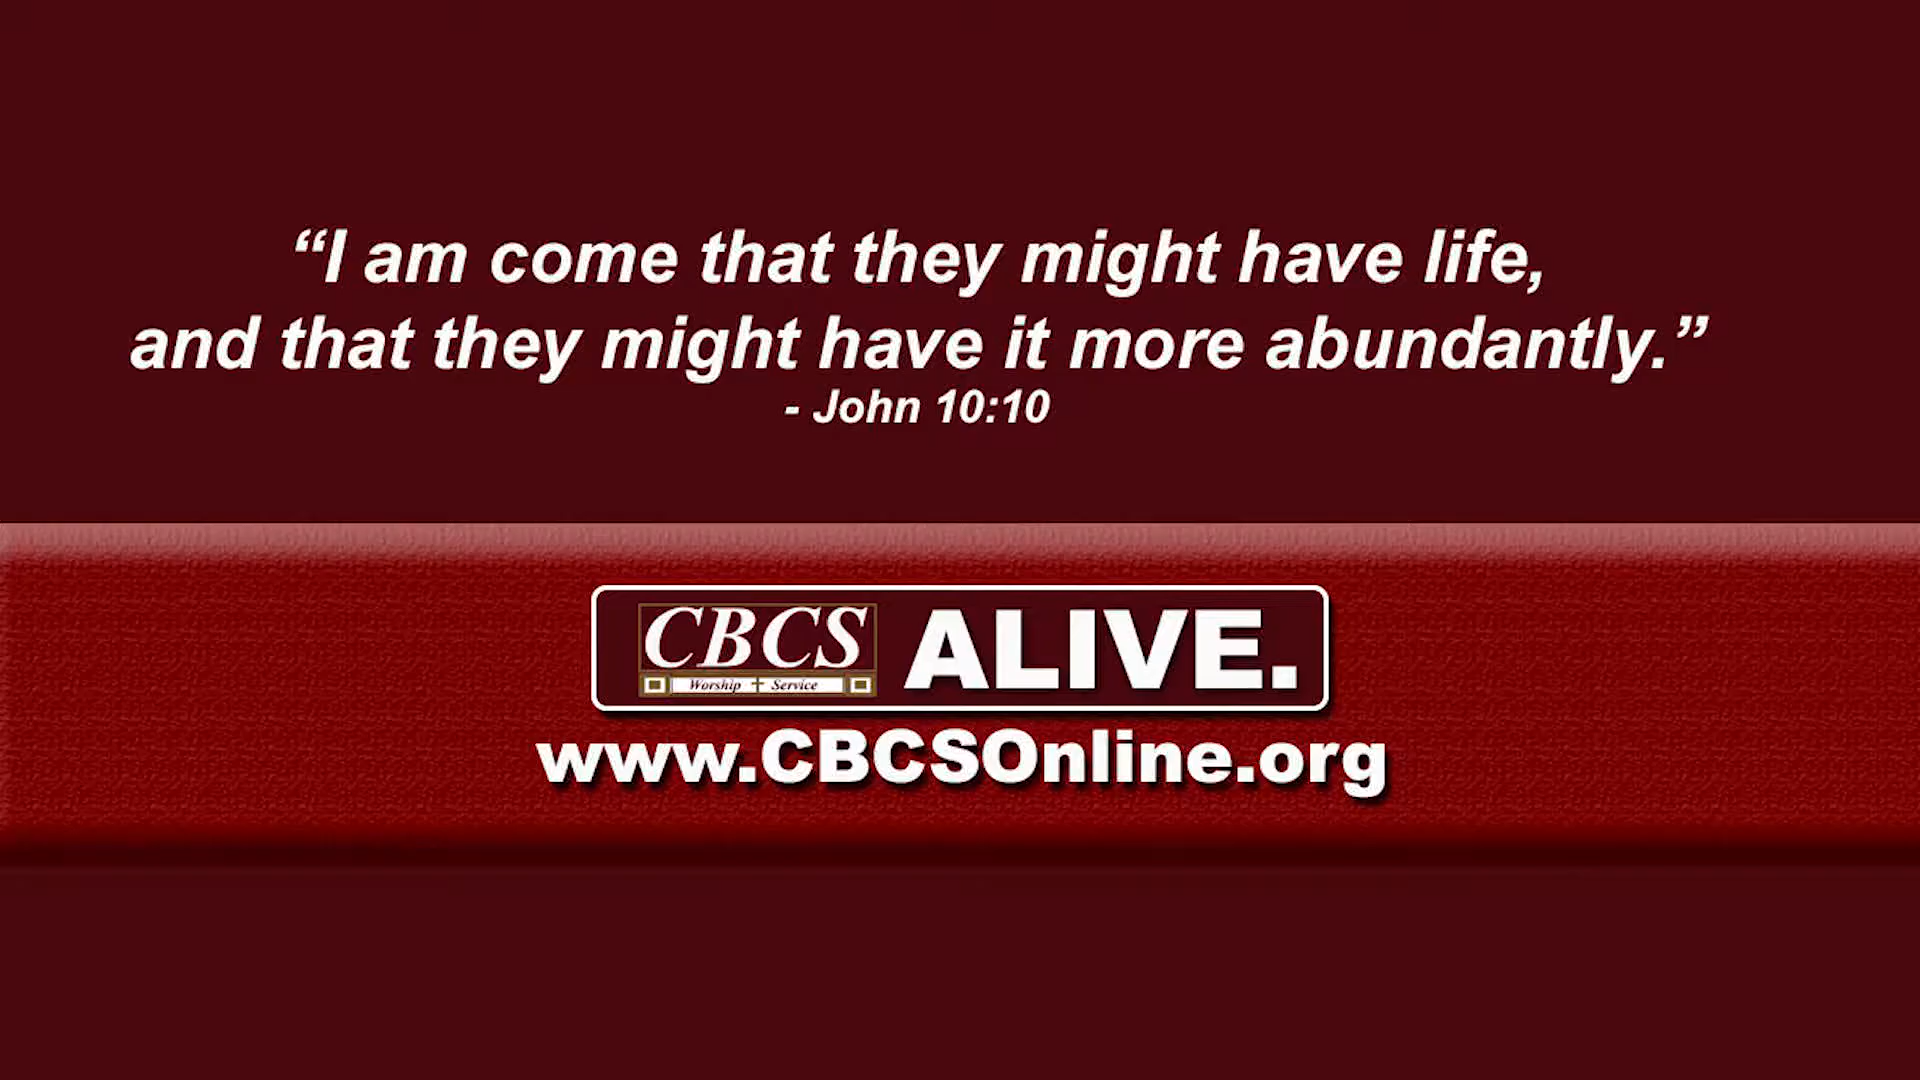 “I am come that they might have life,
and that they might have it more abundantly.”
- John 10:10
CBCS ALIVE.
Worship Service
www.CBCSOnline.org